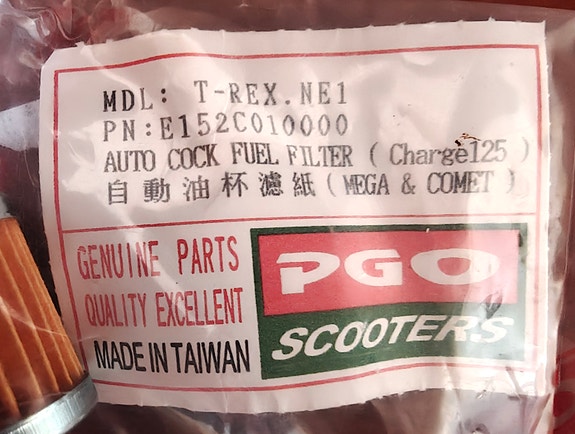 MDL: T-REX.NE1
PN:E152C010000
AUTO COCK FUEL FILTER ( Charge125 )
自動油杯濾紙 ( MEGA & COMET )
GENUINE PARTS
QUALITY EXCELLENT
MADE IN TAIWAN
PGO
SCOOTERS